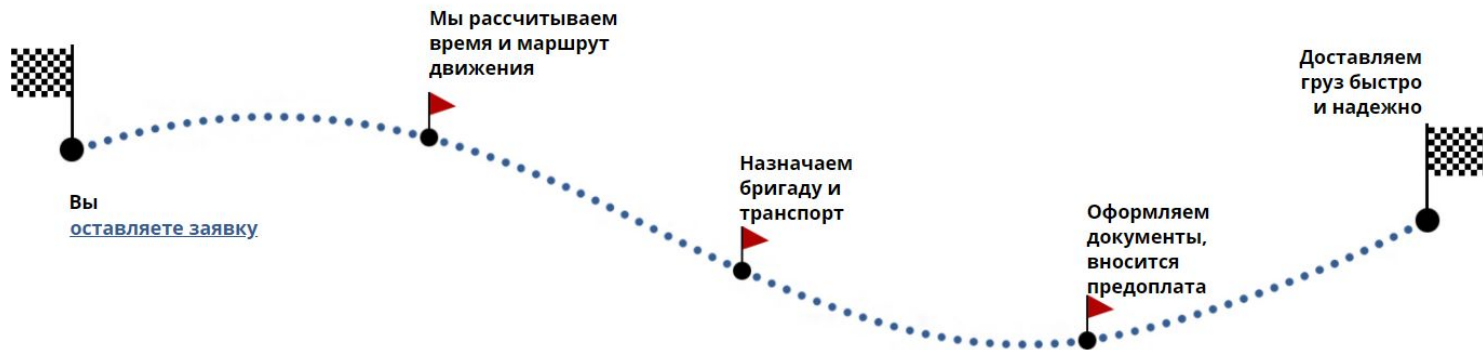 Вы
оставляете заявку
Мы рассчитываем
время и маршрут
движения
Назначаем
бригаду и
транспорт
Оформляем
документы,
вносится
предоплата
Доставляем
груз быстро
и надежно